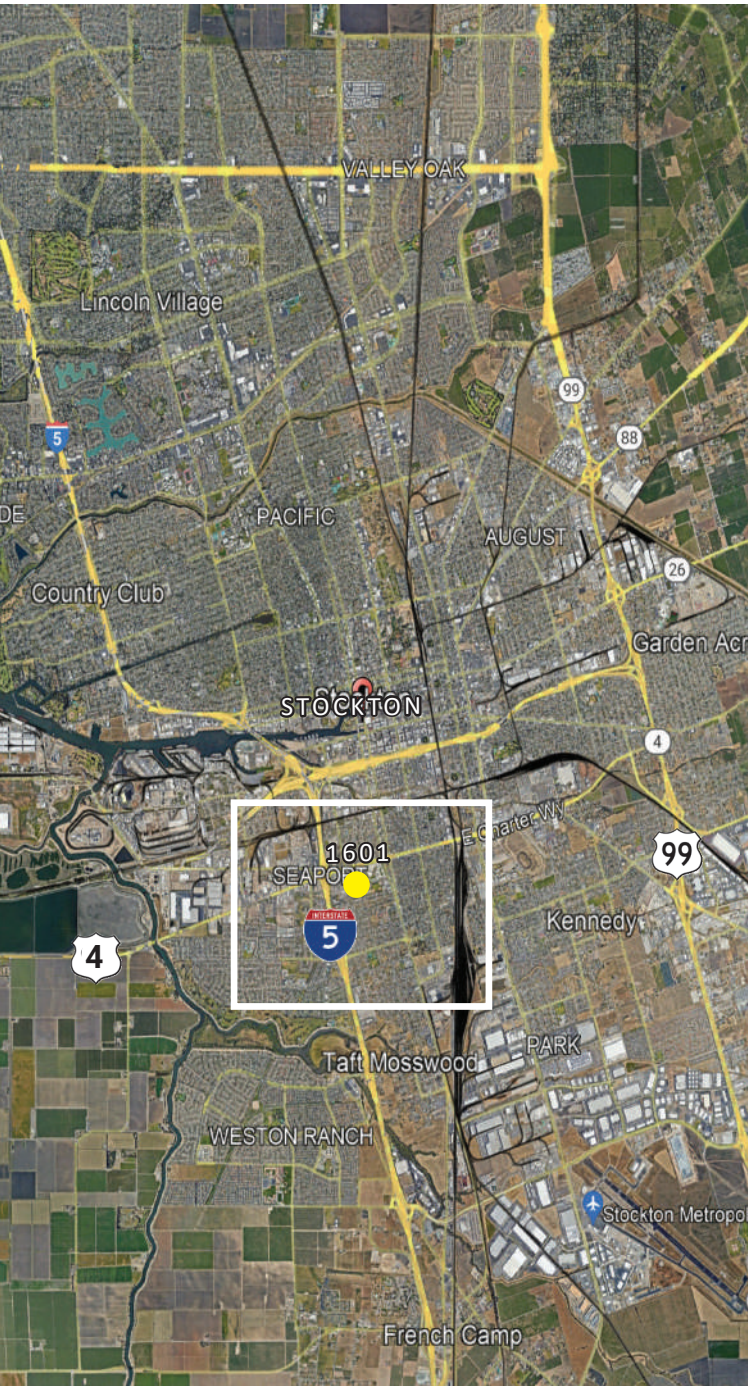 VALLEY OAK
Lincoln Village
99
88
5
DE
PACIFIC
AUGUST
26
Country Club
Garden Acr
STOCKTON
4
E Charter Wy
1601
SEAPORT
99
INTERSTATE
5
Kennedy
4
Taft Mosswood
PARK
WESTON RANCH
Stockton Metropol
French Camp